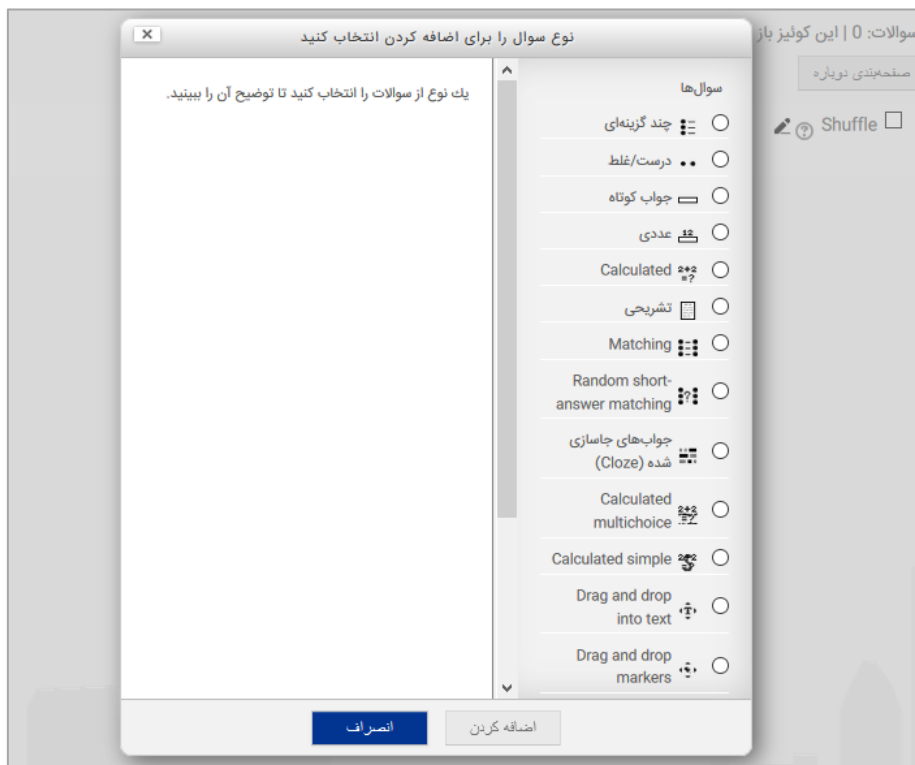 نوع سوال را برای اضافه کردن انتخاب کنید
سوالات: 0 | این کوئیز باز
صفحه‌بندی دوباره
Shuffle
سوال‌ها
چند گزینه‌ای
درست/غلط
جواب کوتاه
عددی
Calculated
تشریحی
Matching
Random short-
answer matching
جواب‌های جاسازی
شده (Cloze)
Calculated
multichoice
Calculated simple
Drag and drop
into text
Drag and drop
markers
یك نوع از سوالات را انتخاب کنید تا توضیح آن را ببینید.
اضافه کردن
انصراف